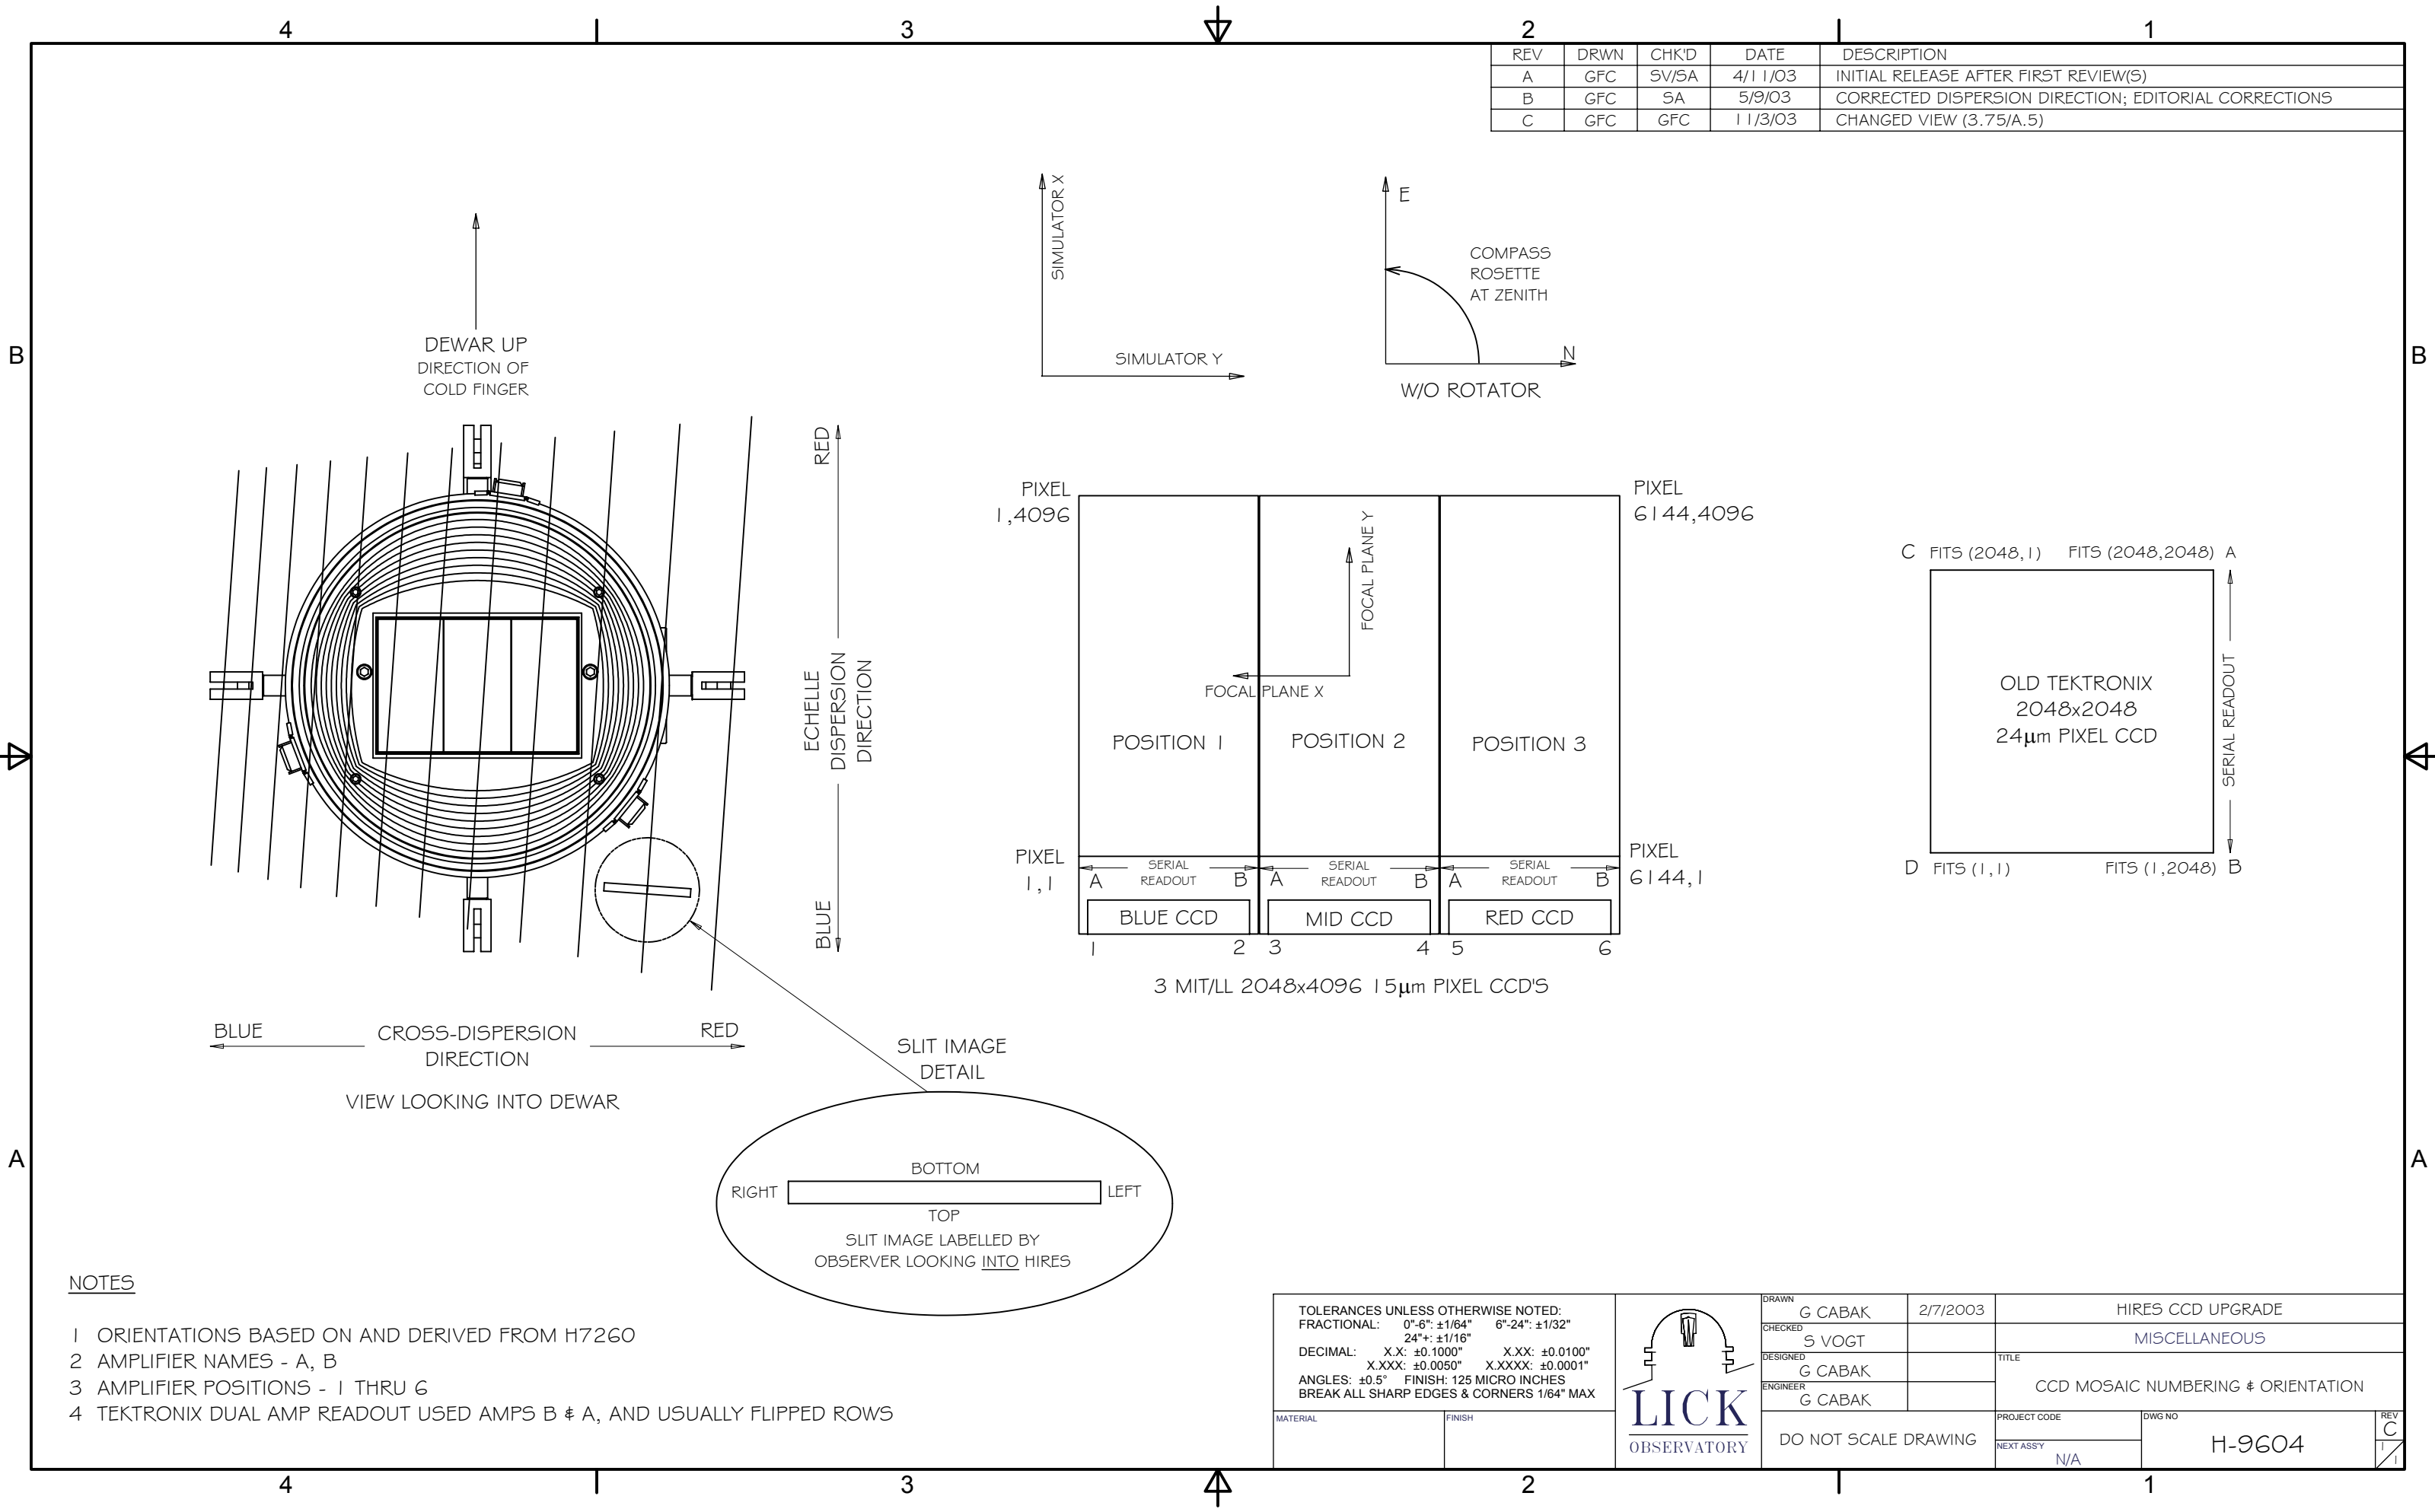 4 3 2 1
REV DRWN CHK'D DATE DESCRIPTION
A GFC SV/SA 4/11/03 INITIAL RELEASE AFTER FIRST REVIEW(S)
B GFC SA 5/9/03 CORRECTED DISPERSION DIRECTION; EDITORIAL CORRECTIONS
C GFC GFC 11/3/03 CHANGED VIEW (3.75/A.5)
SIMULATOR X
SIMULATOR Y
E
COMPASS
ROSETTE
AT ZENITH
N
W/O ROTATOR
DEWAR UP
DIRECTION OF
COLD FINGER
B
B
RED
ECHELLE
DISPERSION
DIRECTION
BLUE
PIXEL
1,4096
PIXEL
6144,4096
FOCAL PLANE Y
FOCAL PLANE X
POSITION 1
POSITION 2
POSITION 3
PIXEL
1,1
PIXEL
6144,1
A SERIAL READOUT B
A SERIAL READOUT B
A SERIAL READOUT B
BLUE CCD
MID CCD
RED CCD
1 2 3 4 5 6
3 MIT/LL 2048x4096 15µm PIXEL CCD'S
C FITS (2048,1) FITS (2048,2048) A
OLD TEKTRONIX
2048x2048
24µm PIXEL CCD
SERIAL READOUT
D FITS (1,1) FITS (1,2048) B
BLUE CROSS-DISPERSION RED
DIRECTION
VIEW LOOKING INTO DEWAR
SLIT IMAGE
DETAIL
A
A
BOTTOM
RIGHT LEFT
TOP
SLIT IMAGE LABELLED BY
OBSERVER LOOKING INTO HIRES
NOTES
1 ORIENTATIONS BASED ON AND DERIVED FROM H7260
2 AMPLIFIER NAMES - A, B
3 AMPLIFIER POSITIONS - 1 THRU 6
4 TEKTRONIX DUAL AMP READOUT USED AMPS B & A, AND USUALLY FLIPPED ROWS
TOLERANCES UNLESS OTHERWISE NOTED:
FRACTIONAL: 0"-6": ±1/64" 6"-24": ±1/32"
24"+: ±1/16"
DECIMAL: X.X: ±0.1000" X.XX: ±0.0100"
X.XXX: ±0.0050" X.XXXX: ±0.0001"
ANGLES: ±0.5° FINISH: 125 MICRO INCHES
BREAK ALL SHARP EDGES & CORNERS 1/64" MAX
MATERIAL
FINISH
LICK
OBSERVATORY
DRAWN
G CABAK 2/7/2003
CHECKED
S VOGT
DESIGNED
G CABAK
ENGINEER
G CABAK
DO NOT SCALE DRAWING
HIRES CCD UPGRADE
MISCELLANEOUS
TITLE
CCD MOSAIC NUMBERING & ORIENTATION
PROJECT CODE
NEXT ASS'Y
N/A
DWG NO
H-9604
REV
C
1/1
4 3 2 1